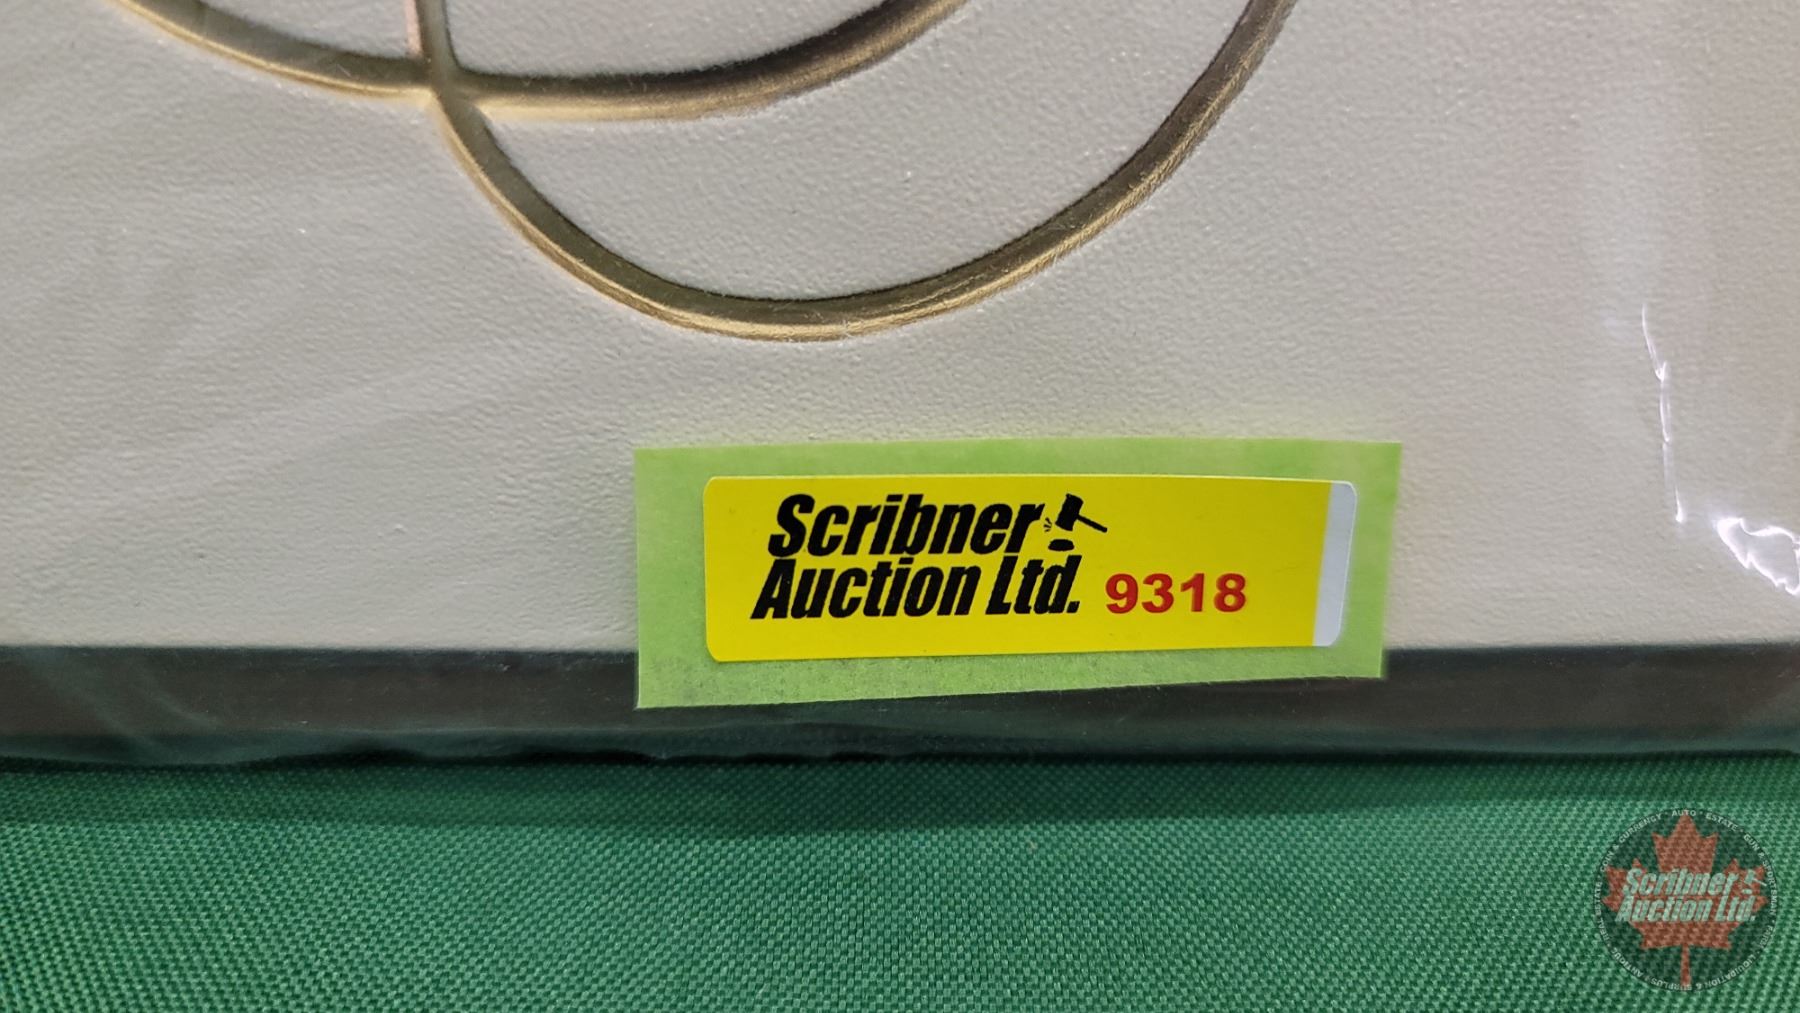 Scribner
Auction Ltd. 9318
Scribner
Auction Ltd.